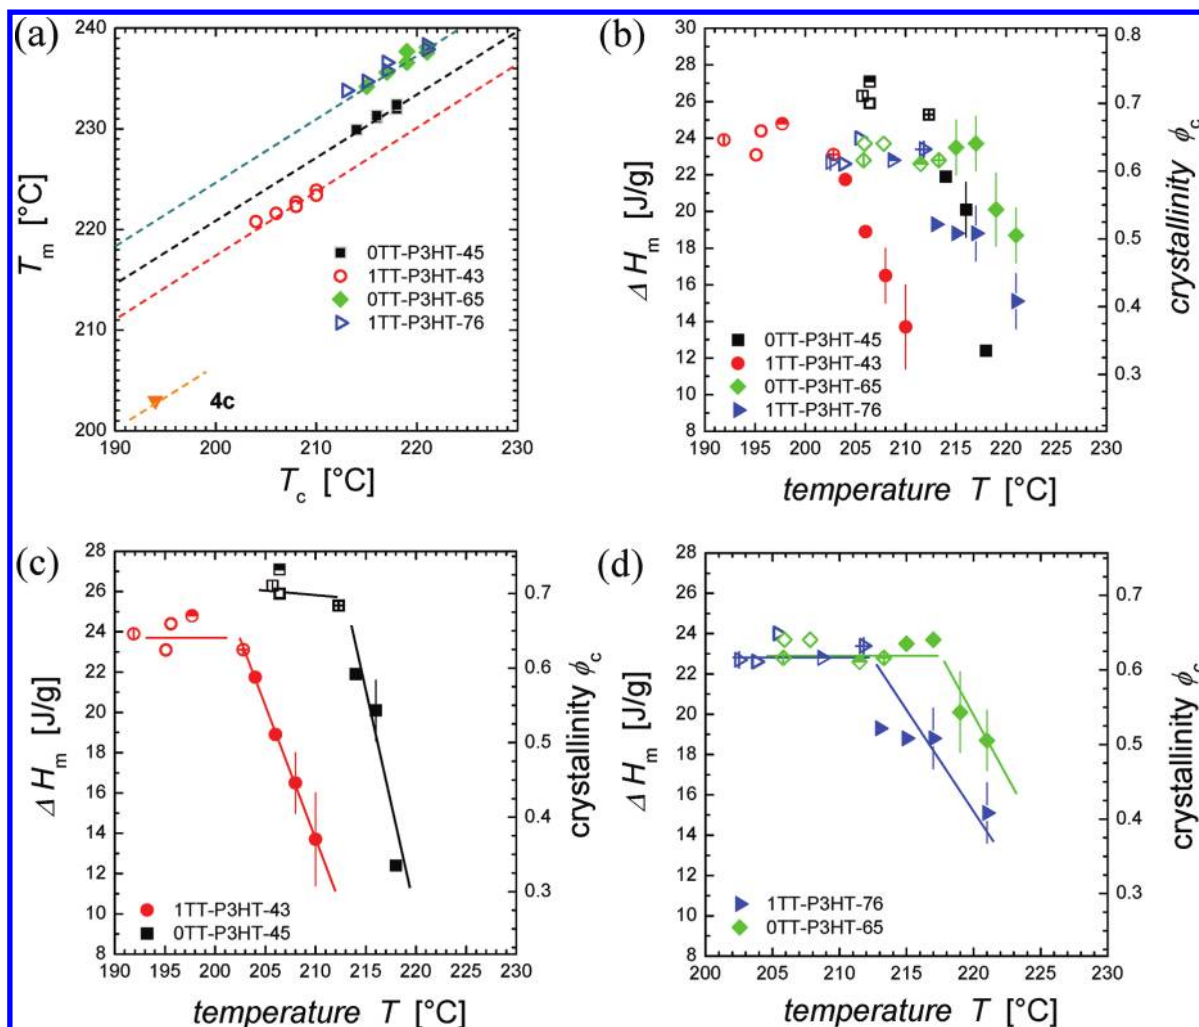 (a)
240
230
220
210
200
T_m [°C]
0TT-P3HT-45
1TT-P3HT-43
0TT-P3HT-65
1TT-P3HT-76
4c
190 200 210 220 230
T_c [°C]
(b)
30
28
26
24
22
20
18
16
14
12
10
8
Δ H_m [J/g]
0.8
0.7
0.6
0.5
0.4
0.3
crystallinity ϕ_c
0TT-P3HT-45
1TT-P3HT-43
0TT-P3HT-65
1TT-P3HT-76
190 195 200 205 210 215 220 225 230
temperature T [°C]
(c)
28
26
24
22
20
18
16
14
12
10
8
Δ H_m [J/g]
0.7
0.6
0.5
0.4
0.3
crystallinity ϕ_c
1TT-P3HT-43
0TT-P3HT-45
190 195 200 205 210 215 220 225 230
temperature T [°C]
(d)
28
26
24
22
20
18
16
14
12
10
8
Δ H_m [J/g]
0.7
0.6
0.5
0.4
0.3
crystallinity ϕ_c
1TT-P3HT-76
0TT-P3HT-65
200 205 210 215 220 225 230
temperature T [°C]